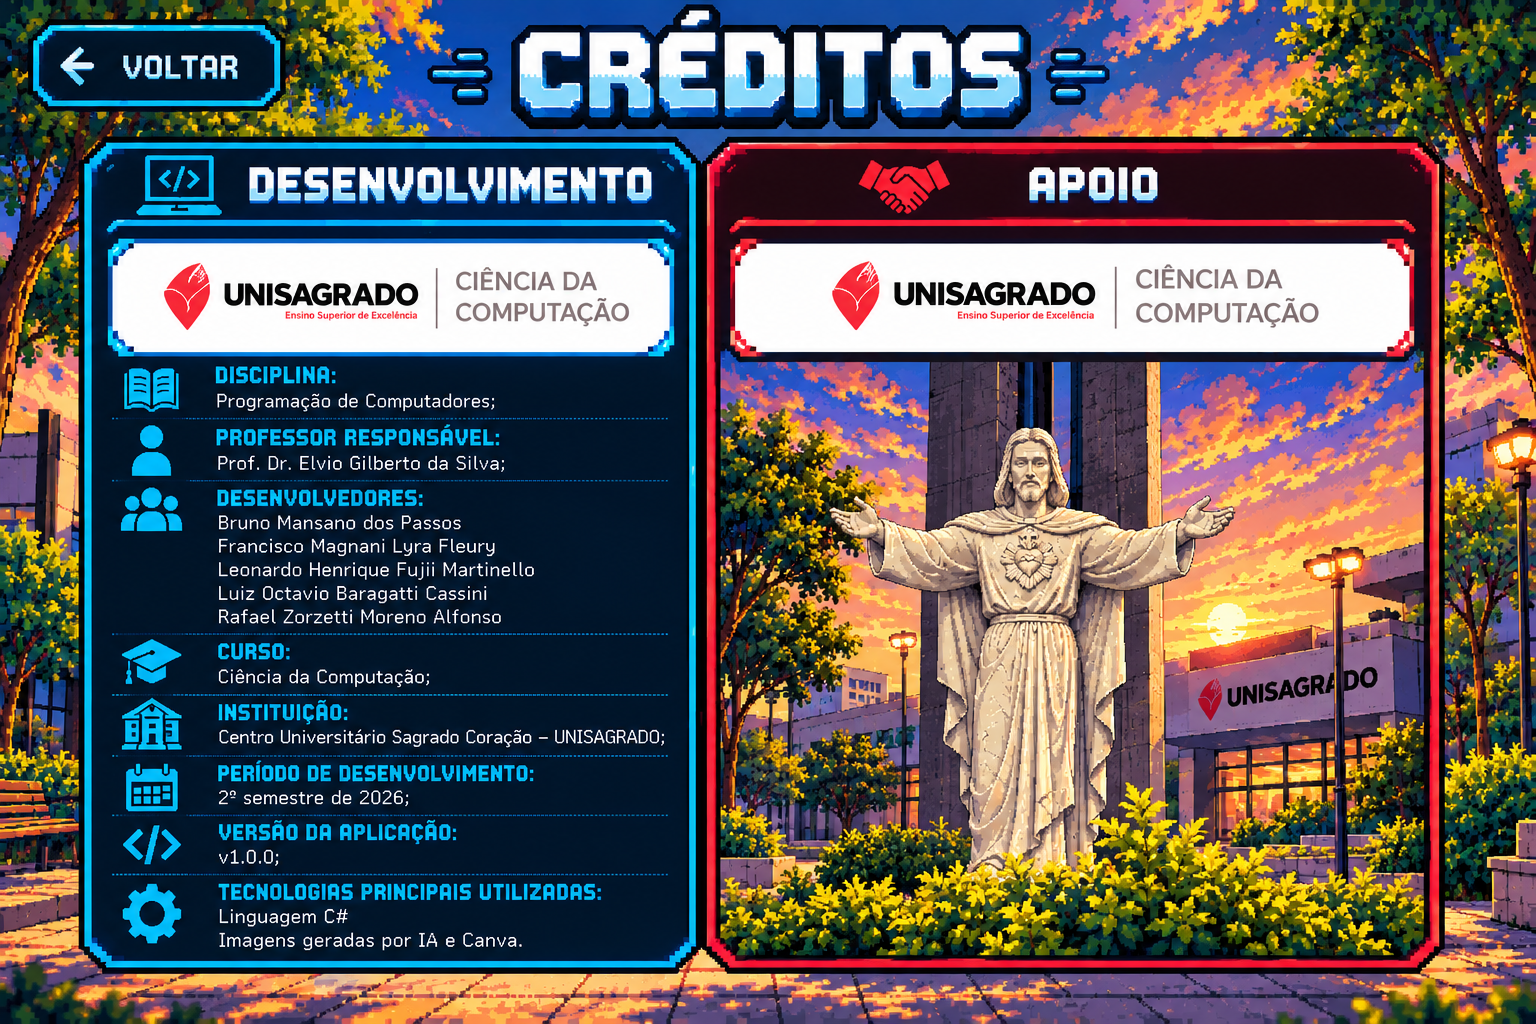 VOLTAR
CRÉDITOS
</> DESENVOLVIMENTO
UNISAGRADO
Ensino Superior de Excelência
CIÊNCIA DA
COMPUTAÇÃO
DISCIPLINA:
Programação de Computadores;
PROFESSOR RESPONSÁVEL:
Prof. Dr. Elvio Gilberto da Silva;
DESENVOLVEDORES:
Bruno Mansano dos Passos
Francisco Magnani Lyra Fleury
Leonardo Henrique Fujii Martinello
Luiz Octavio Baragatti Cassini
Rafael Zorzetti Moreno Alfonso
CURSO:
Ciência da Computação;
INSTITUIÇÃO:
Centro Universitário Sagrado Coração – UNISAGRADO;
PERÍODO DE DESENVOLVIMENTO:
2º semestre de 2026;
VERSÃO DA APLICAÇÃO:
v1.0.0;
TECNOLOGIAS PRINCIPAIS UTILIZADAS:
Linguagem C#
Imagens geradas por IA e Canva.
APOIO
UNISAGRADO
Ensino Superior de Excelência
CIÊNCIA DA
COMPUTAÇÃO
UNISAGRADO